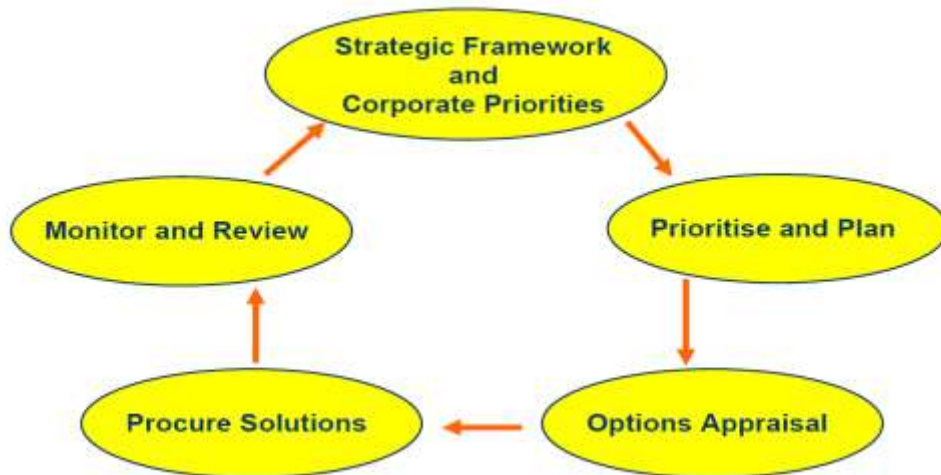 Strategic Framework
and
Corporate Priorities
Monitor and Review
Prioritise and Plan
Procure Solutions
Options Appraisal